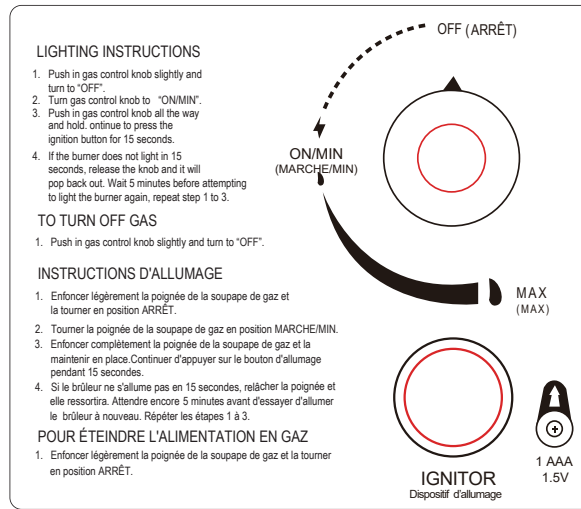 LIGHTING INSTRUCTIONS
1. Push in gas control knob slightly and
turn to “OFF”.
2. Turn gas control knob to “ON/MIN”.
3. Push in gas control knob all the way
and hold. ontinue to press the
ignition button for 15 seconds.
4. If the burner does not light in 15
seconds, release the knob and it will
pop back out. Wait 5 minutes before attempting
to light the burner again, repeat step 1 to 3.
TO TURN OFF GAS
1. Push in gas control knob slightly and turn to “OFF”.
INSTRUCTIONS D'ALLUMAGE
1. Enfoncer légèrement la poignée de la soupape de gaz et
la tourner en position ARRÊT.
2. Tourner la poignée de la soupape de gaz en position MARCHE/MIN.
3. Enfoncer complètement la poignée de la soupape de gaz et la
maintenir en place.Continuer d'appuyer sur le bouton d'allumage
pendant 15 secondes.
4. Si le brûleur ne s'allume pas en 15 secondes, relâcher la poignée et
elle ressortira. Attendre encore 5 minutes avant d'essayer d'allumer
le brûleur à nouveau. Répéter les étapes 1 à 3.
POUR ÉTEINDRE L'ALIMENTATION EN GAZ
1. Enfoncer légèrement la poignée de la soupape de gaz et la tourner
en position ARRÊT.
OFF (ARRÊT)
ON/MIN
(MARCHE/MIN)
MAX
(MAX)
IGNITOR
Dispositif d'allumage
1 AAA
1.5V